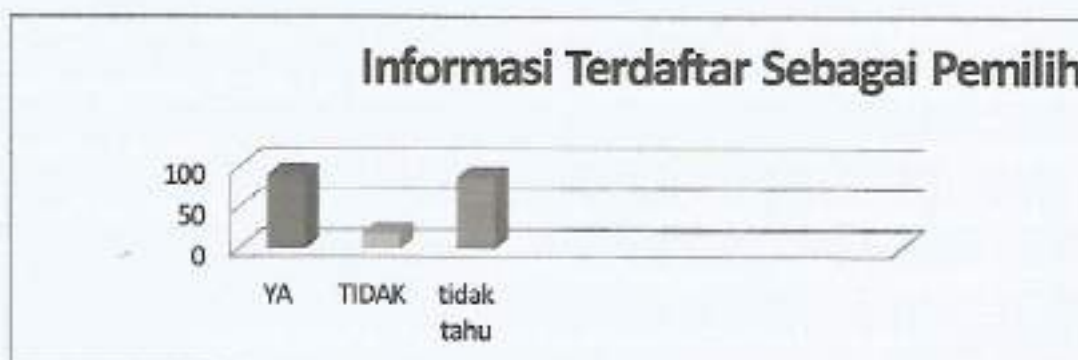 Informasi Terdaftar Sebagai Pemilih
100
50
0
YA TIDAK tidak
tahu